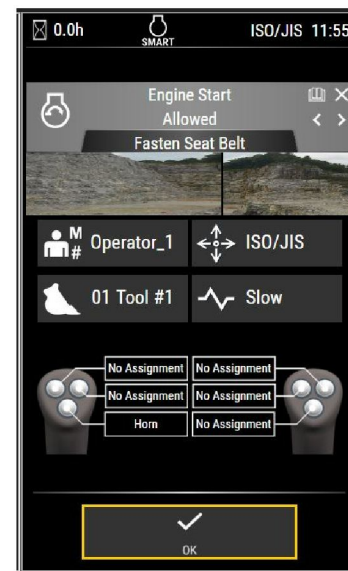 0.0h SMART ISO/JIS 11:55
Engine Start
Allowed
Fasten Seat Belt
M # Operator_1 ISO/JIS
01 Tool #1 Slow
No Assignment No Assignment
No Assignment No Assignment
Horn No Assignment
OK